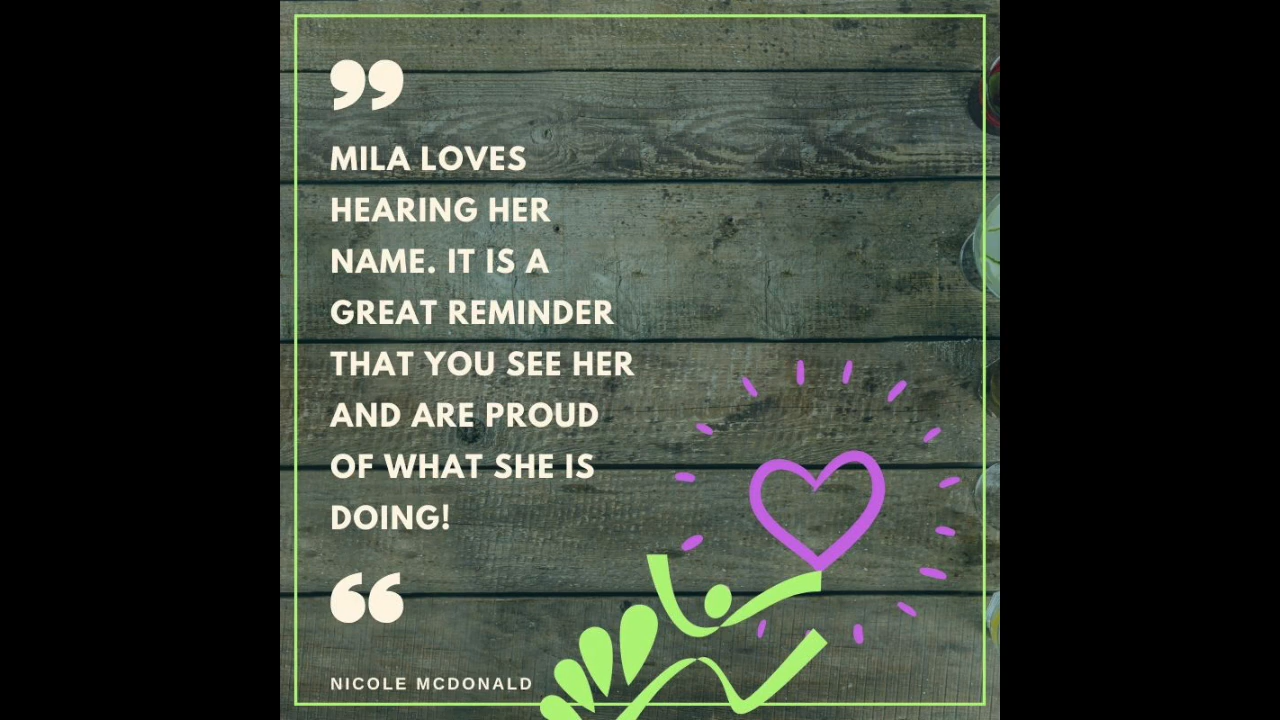 ”
MILA LOVES
HEARING HER
NAME. IT IS A
GREAT REMINDER
THAT YOU SEE HER
AND ARE PROUD
OF WHAT SHE IS
DOING!
“
NICOLE MCDONALD